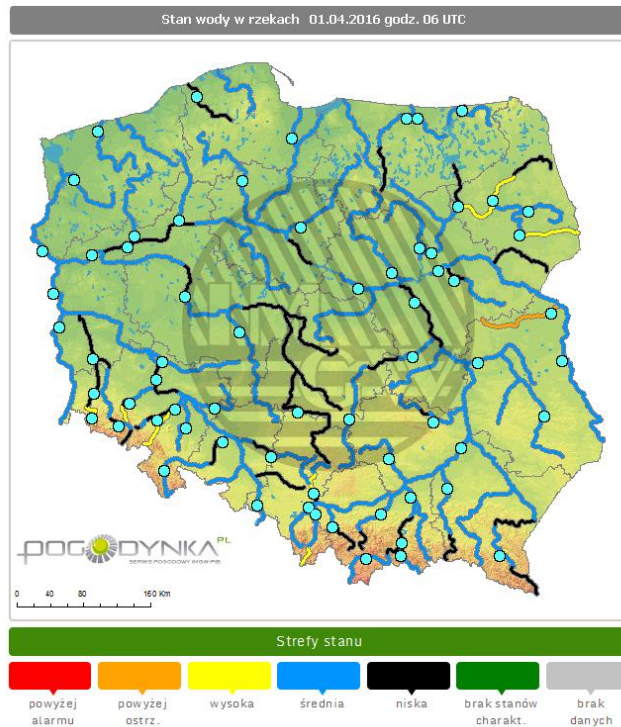 Stan wody w rzekach 01.04.2016 godz. 06 UTC
POGODYNKA.PL
SERWIS POGODOWY IMGW-PIB
0 40 80 160 Km
Strefy stanu
powyżej alarmu
powyżej ostrz.
wysoka
średnia
niska
brak stanów charakt.
brak danych